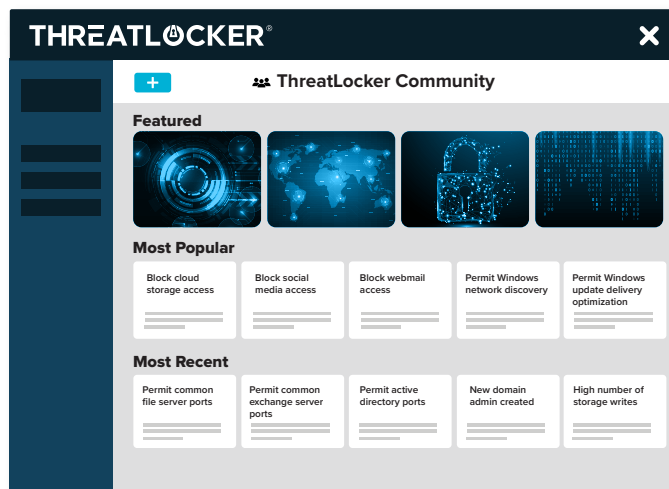 THREATLOCKER®
ThreatLocker Community
Featured
Most Popular
Block cloud
storage access
Block social
media access
Block webmail
access
Permit Windows
network discovery
Permit Windows
update delivery
optimization
Most Recent
Permit common
file server ports
Permit common
exchange server
ports
Permit active
directory ports
New domain
admin created
High number of
storage writes